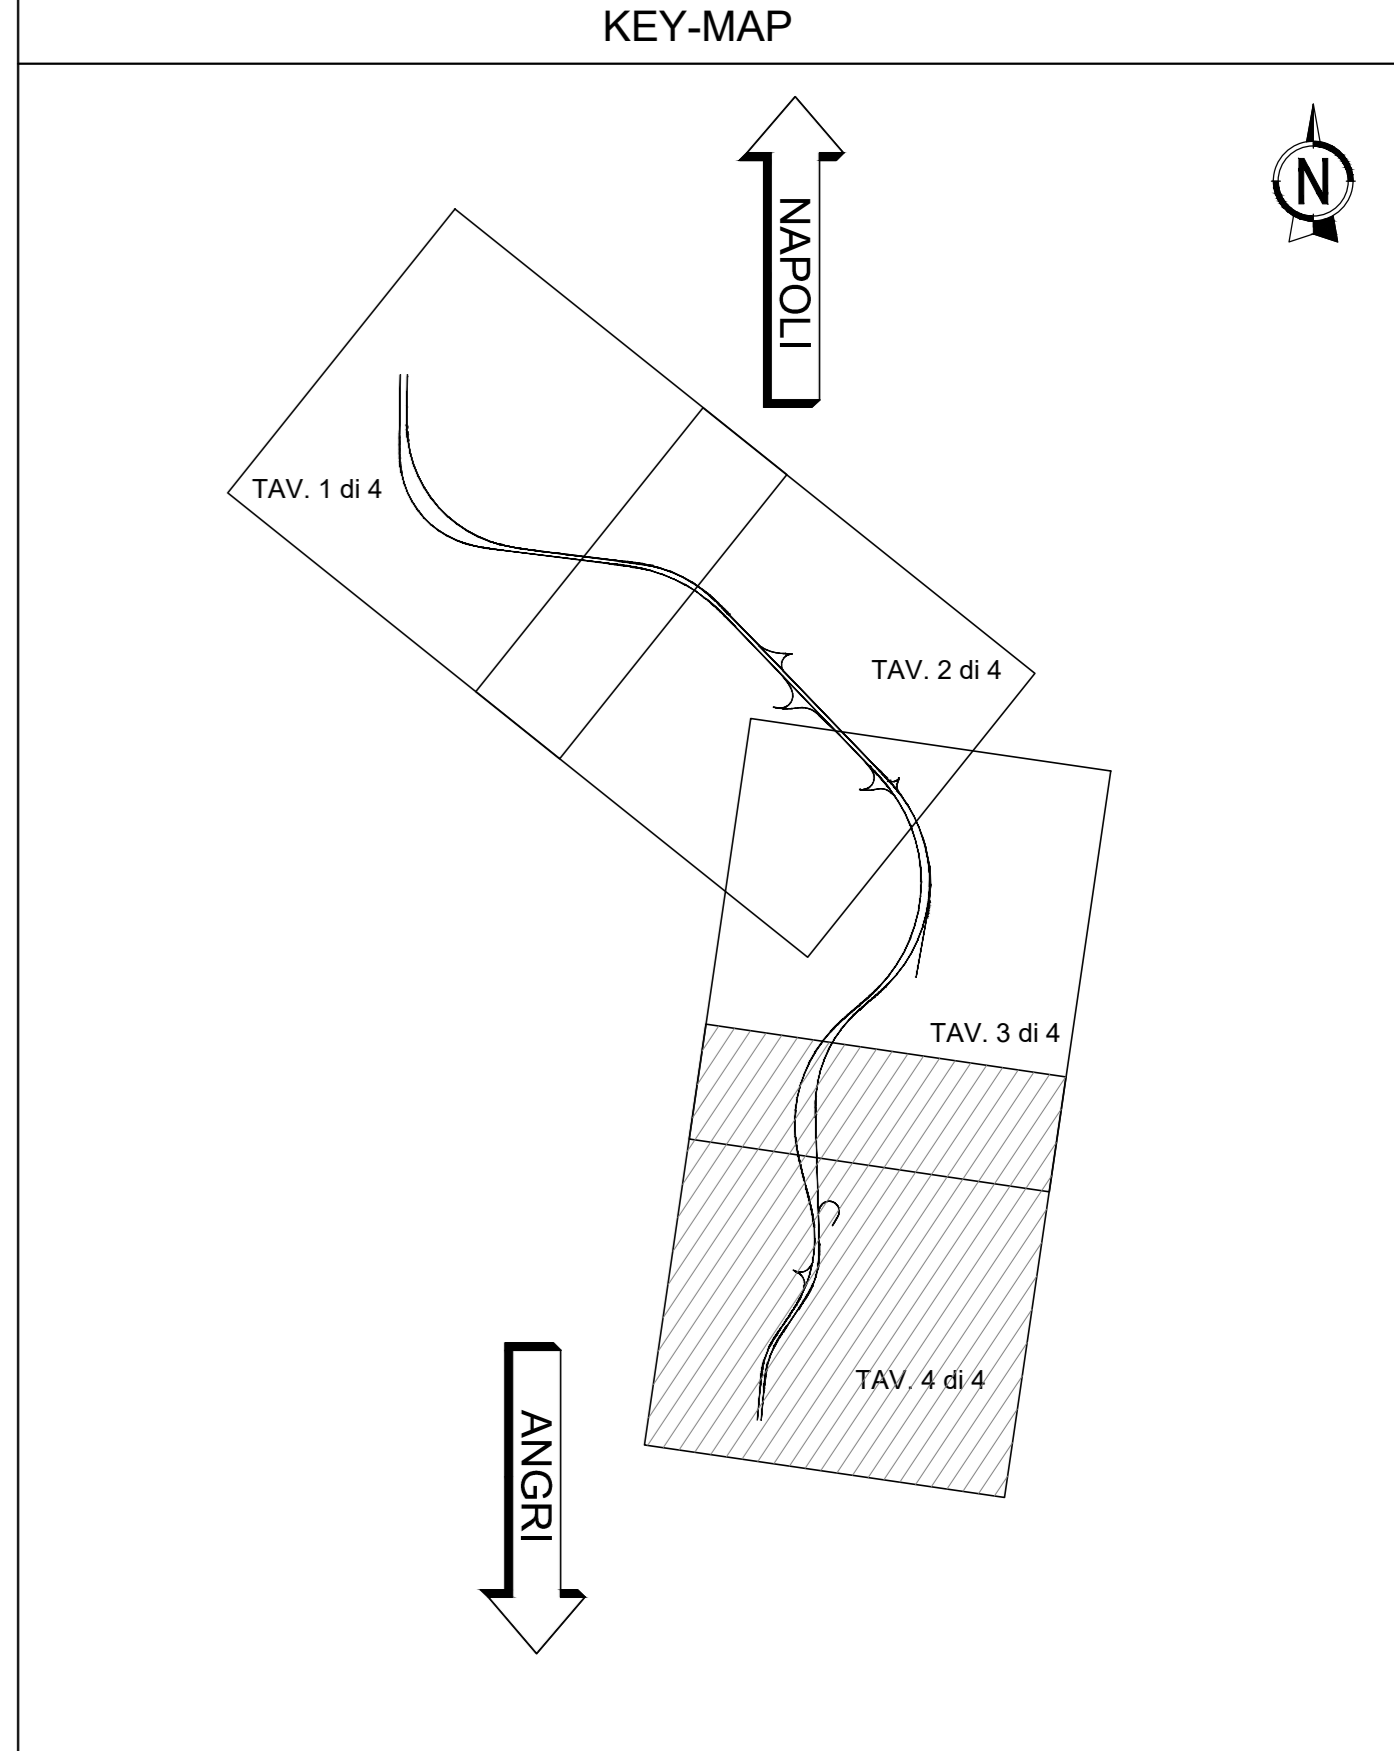 KEY-MAP
N
NAPOLI
TAV. 1 di 4
TAV. 2 di 4
TAV. 3 di 4
TAV. 4 di 4
ANGRI